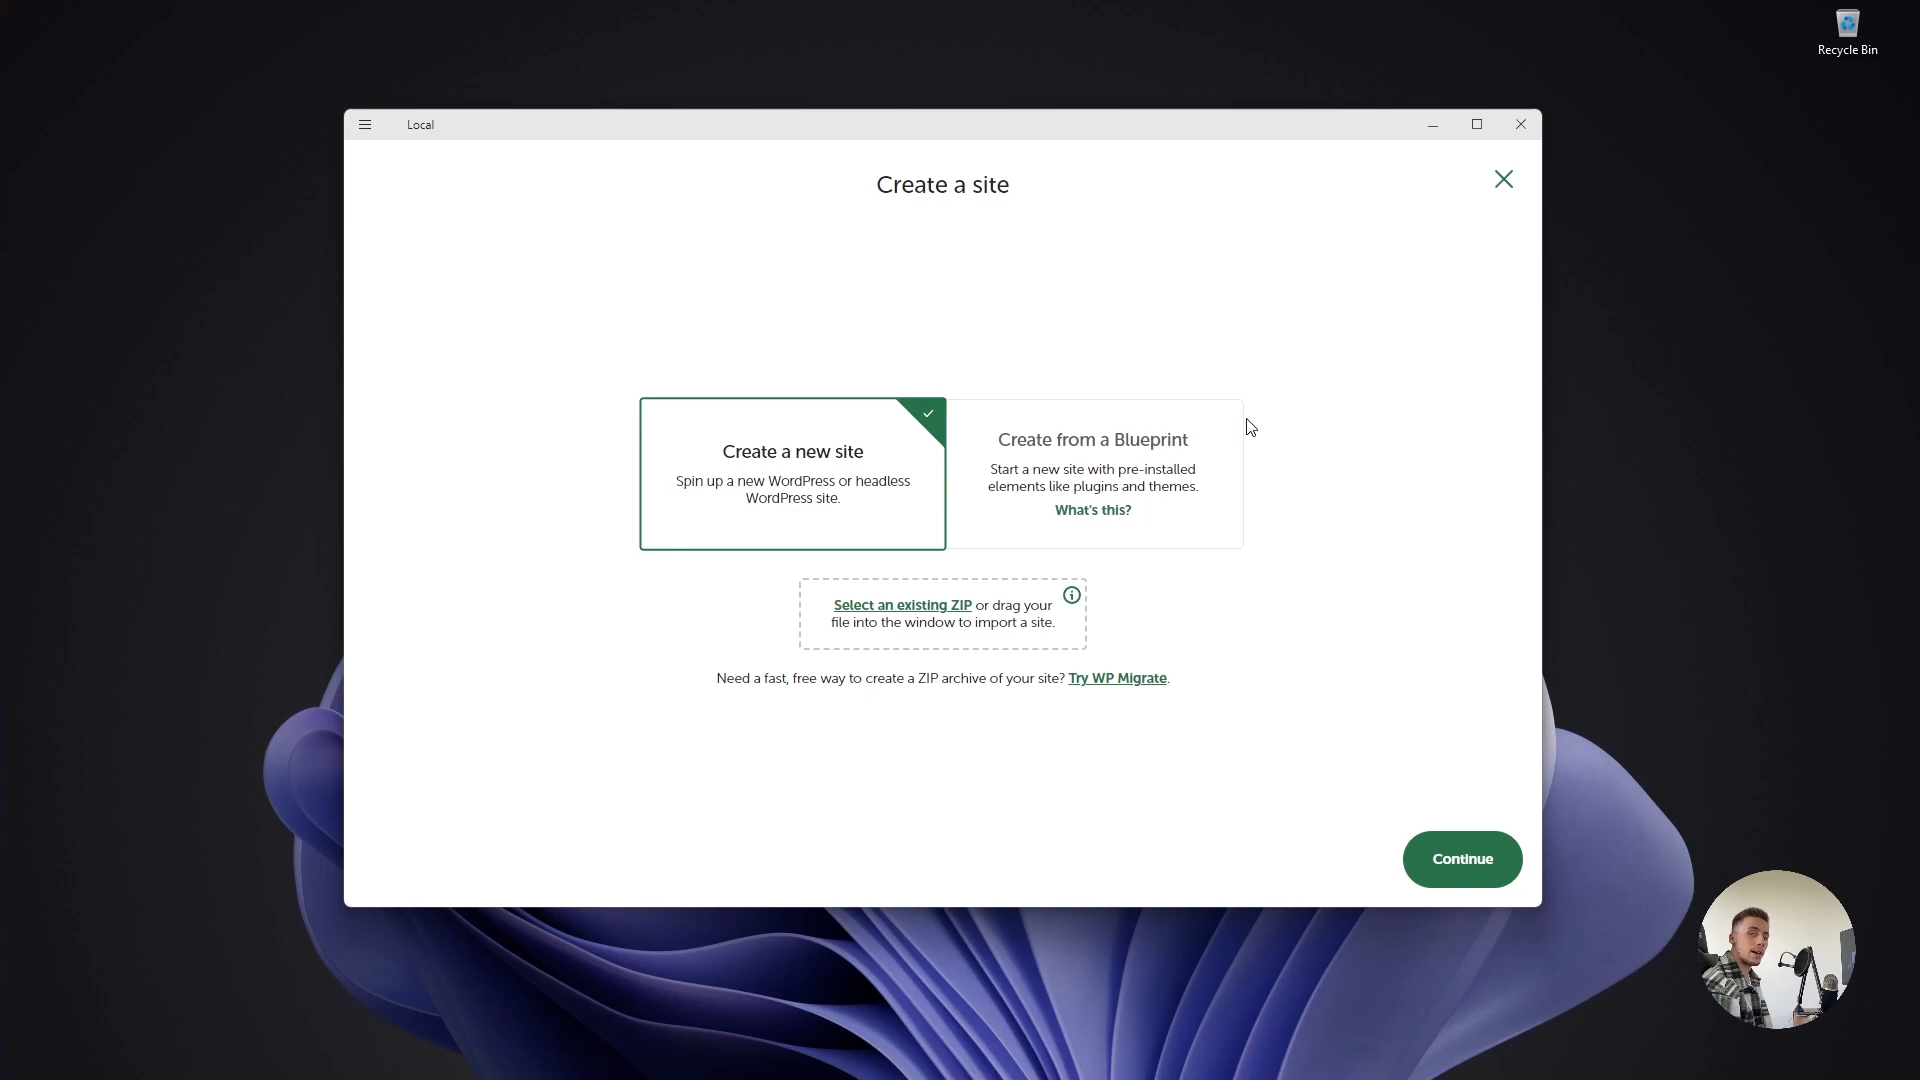 Recycle Bin
Local
Create a site
Create a new site
Spin up a new WordPress or headless
WordPress site.
Create from a Blueprint
Start a new site with pre-installed
elements like plugins and themes.
What's this?
Select an existing ZIP or drag your
file into the window to import a site.
Need a fast, free way to create a ZIP archive of your site? Try WP Migrate.
Continue